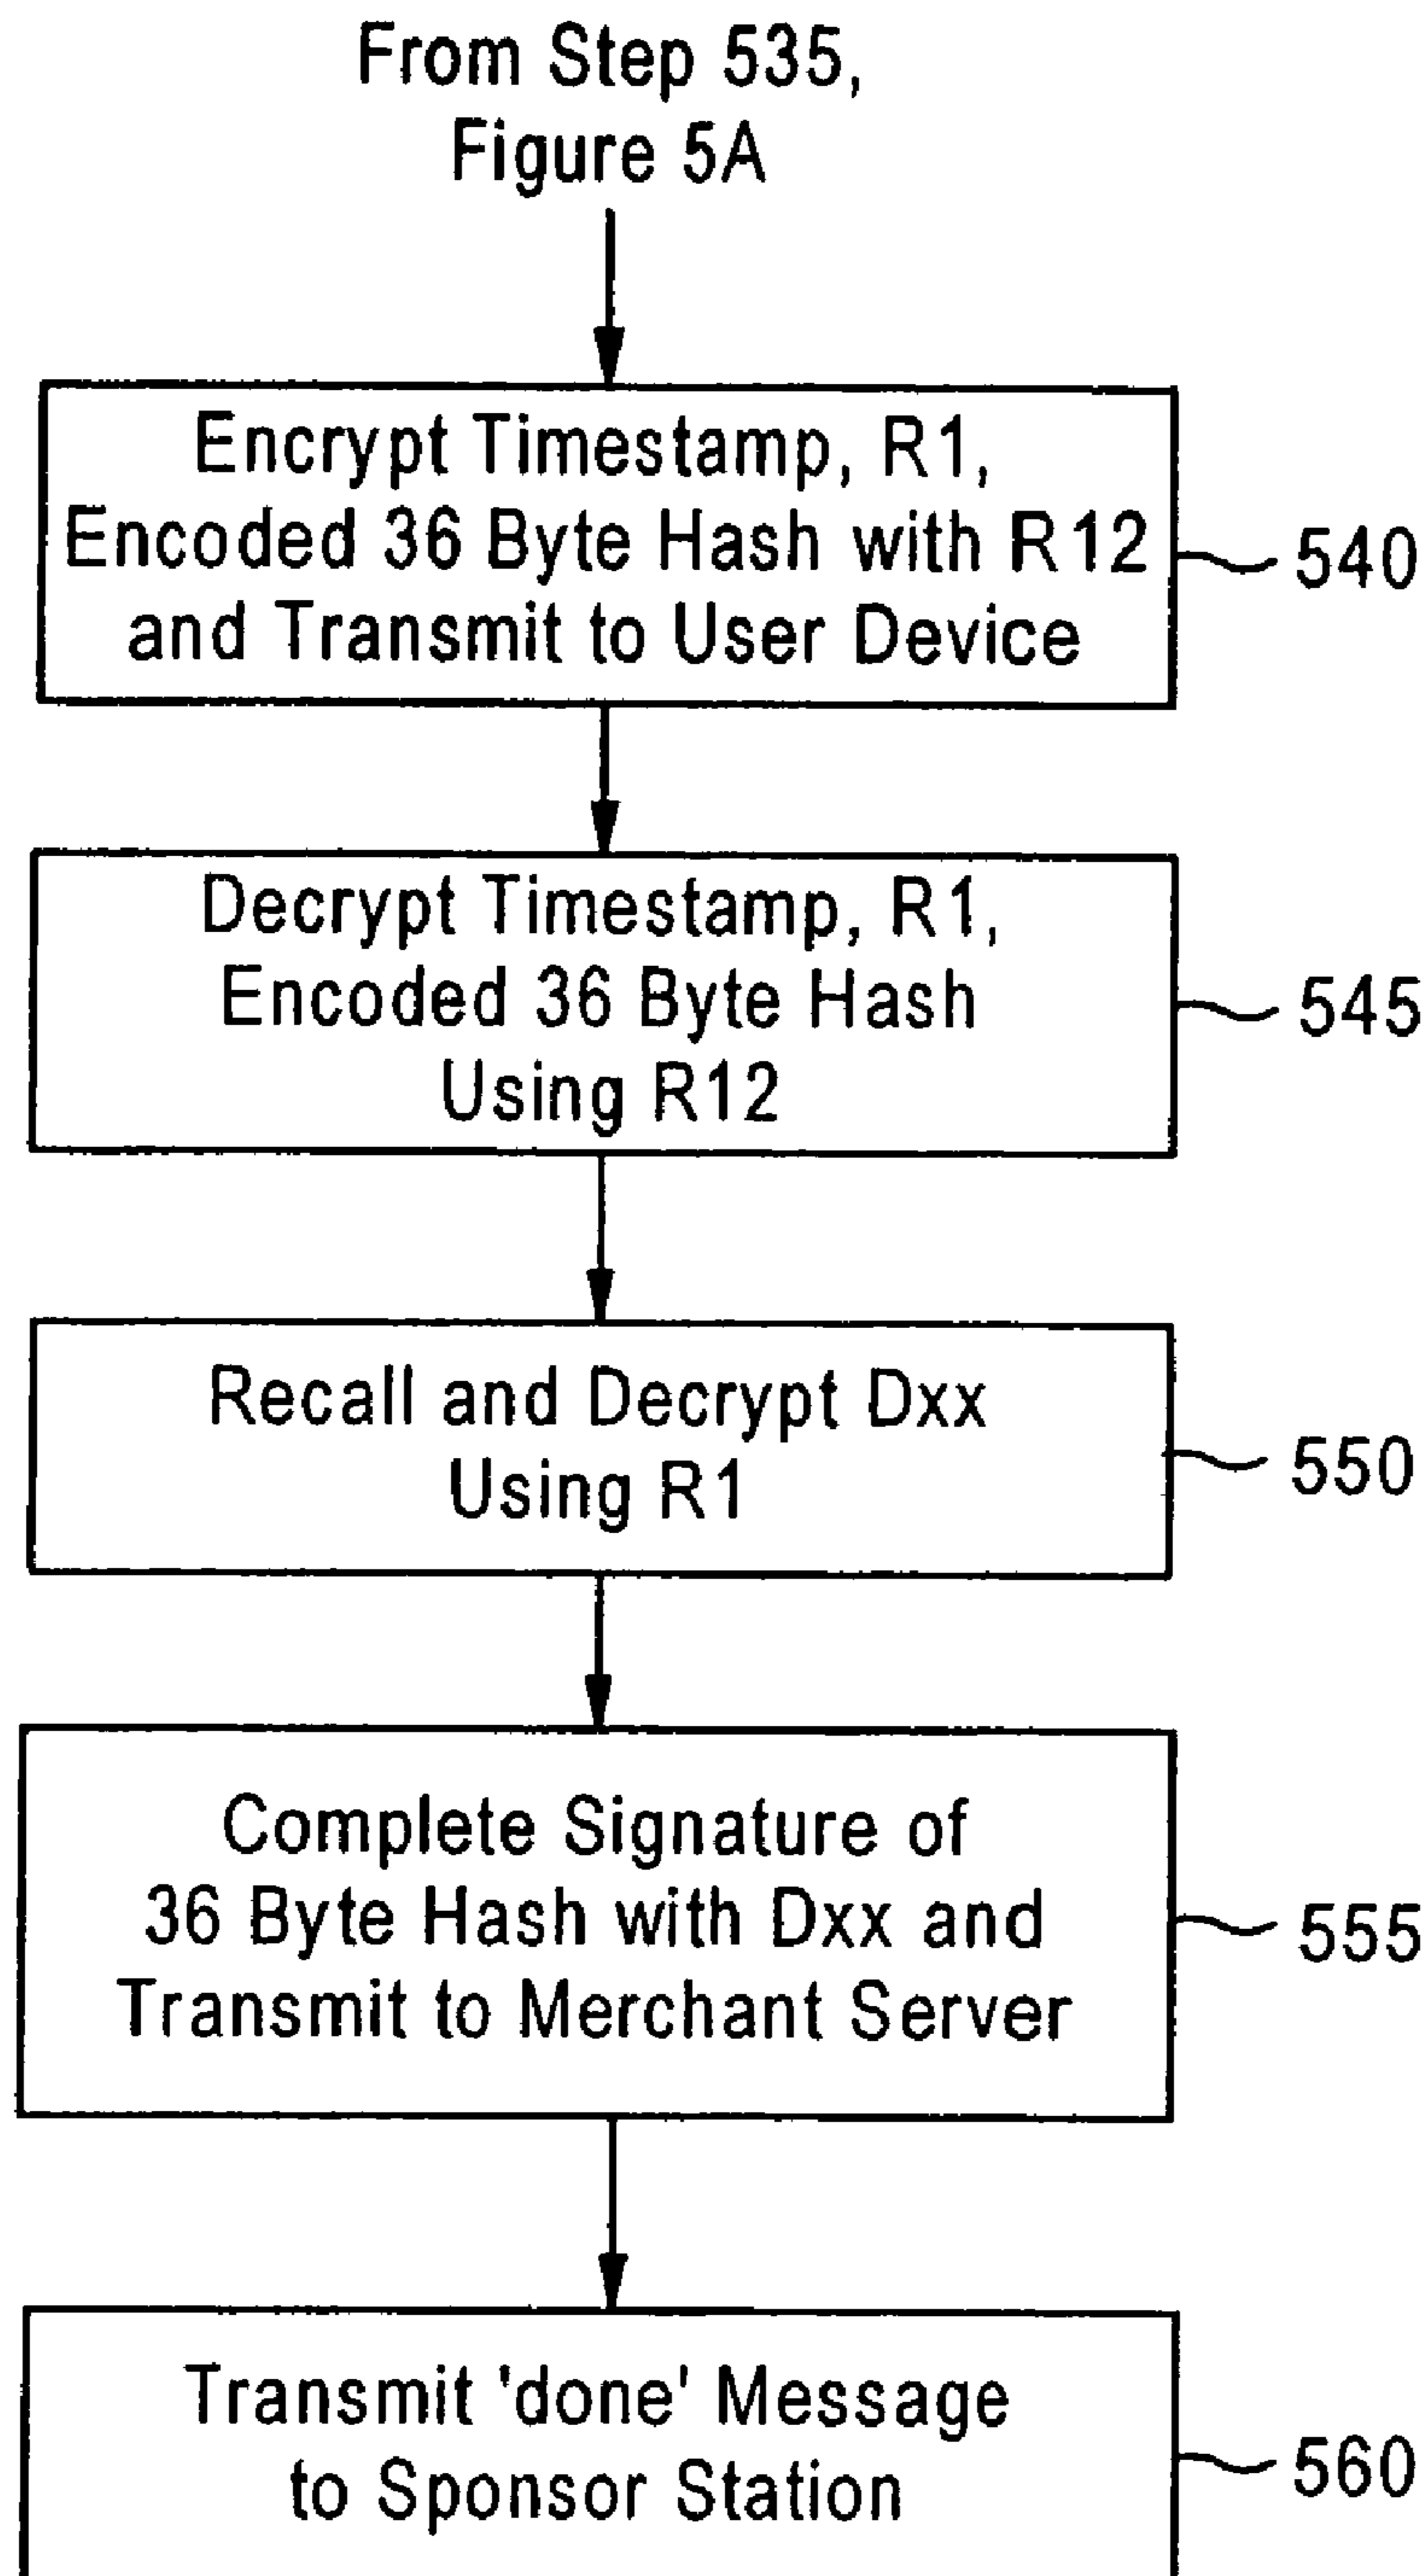 From Step 535,
Figure 5A
Encrypt Timestamp, R1,
Encoded 36 Byte Hash with R12
and Transmit to User Device
540
Decrypt Timestamp, R1,
Encoded 36 Byte Hash
Using R12
545
Recall and Decrypt Dxx
Using R1
550
Complete Signature of
36 Byte Hash with Dxx and
Transmit to Merchant Server
555
Transmit 'done' Message
to Sponsor Station
560